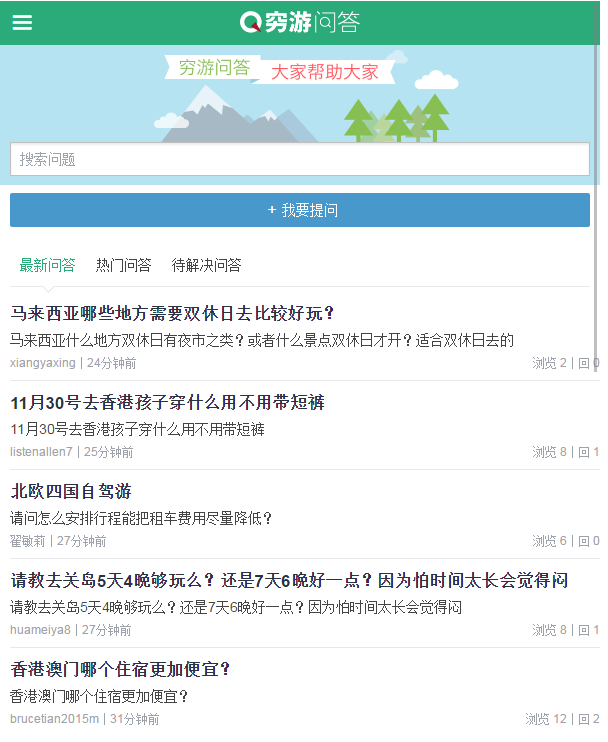 穷游问答
穷游问答
大家帮助大家
搜索问题
+ 我要提问
最新问答 热门问答 待解决问答
马来西亚哪些地方需要双休日去比较好玩？
马来西亚什么地方双休日有夜市之类？或者什么景点双休日才开？适合双休日去的
xiangyaxing | 24分钟前 浏览 2 | 回 0
11月30号去香港孩子穿什么用不用带短裤
11月30号去香港孩子穿什么用不用带短裤
listenallen7 | 25分钟前 浏览 8 | 回 1
北欧四国自驾游
请问怎么安排行程能把租车费用尽量降低？
翟敏莉 | 27分钟前 浏览 6 | 回 0
请教去关岛5天4晚够玩么？还是7天6晚好一点？因为怕时间太长会觉得闷
请教去关岛5天4晚够玩么？还是7天6晚好一点？因为怕时间太长会觉得闷
huameiya8 | 27分钟前 浏览 8 | 回 1
香港澳门哪个住宿更加便宜？
香港澳门哪个住宿更加便宜？
brucetian2015m | 31分钟前 浏览 12 | 回 2